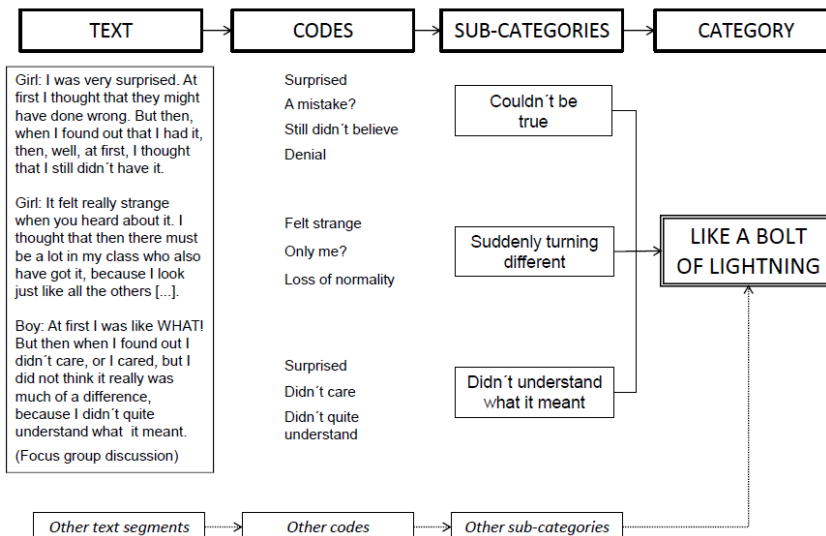 TEXT
CODES
SUB-CATEGORIES
CATEGORY
Girl: I was very surprised. At
first I thought that they might
have done wrong. But then,
when I found out that I had it,
then, well, at first, I thought
that I still didn´t have it.
Girl: It felt really strange
when you heard about it. I
thought that then there must
be a lot in my class who also
have got it, because I look
just like all the others [...].
Boy: At first I was like WHAT!
But then when I found out I
didn´t care, or I cared, but I
did not think it really was
much of a difference,
because I didn´t quite
understand what it meant.
(Focus group discussion)
Surprised
A mistake?
Still didn´t believe
Denial
Felt strange
Only me?
Loss of normality
Surprised
Didn´t care
Didn´t quite
understand
Couldn´t be
true
Suddenly turning
different
Didn´t understand
what it meant
LIKE A BOLT
OF LIGHTNING
Other text segments
Other codes
Other sub-categories